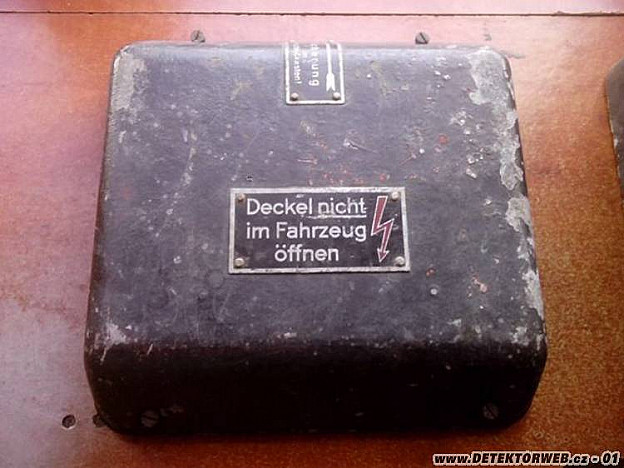 Deckel nicht
im Fahrzeug
öffnen
www.DETEKTORWEB.cz - 01